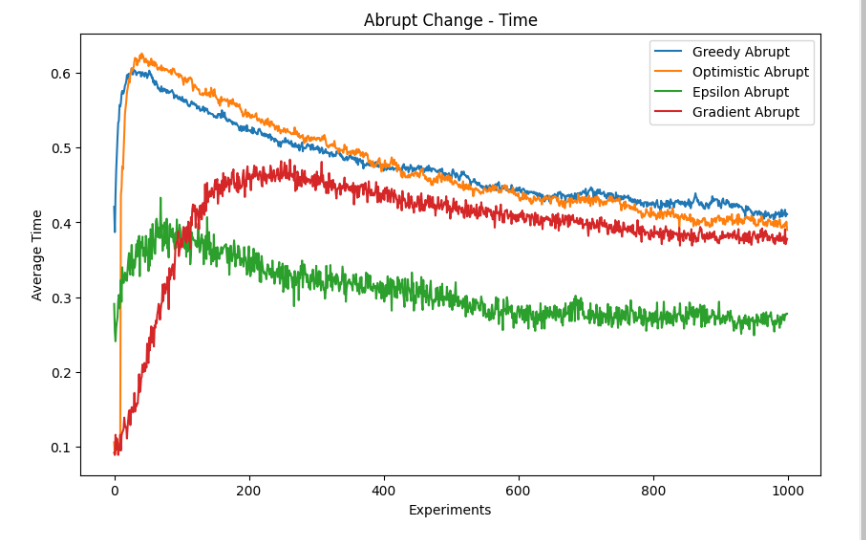 Abrupt Change - Time
Greedy Abrupt
Optimistic Abrupt
Epsilon Abrupt
Gradient Abrupt
Average Time
0.6
0.5
0.4
0.3
0.2
0.1
0 200 400 600 800 1000
Experiments